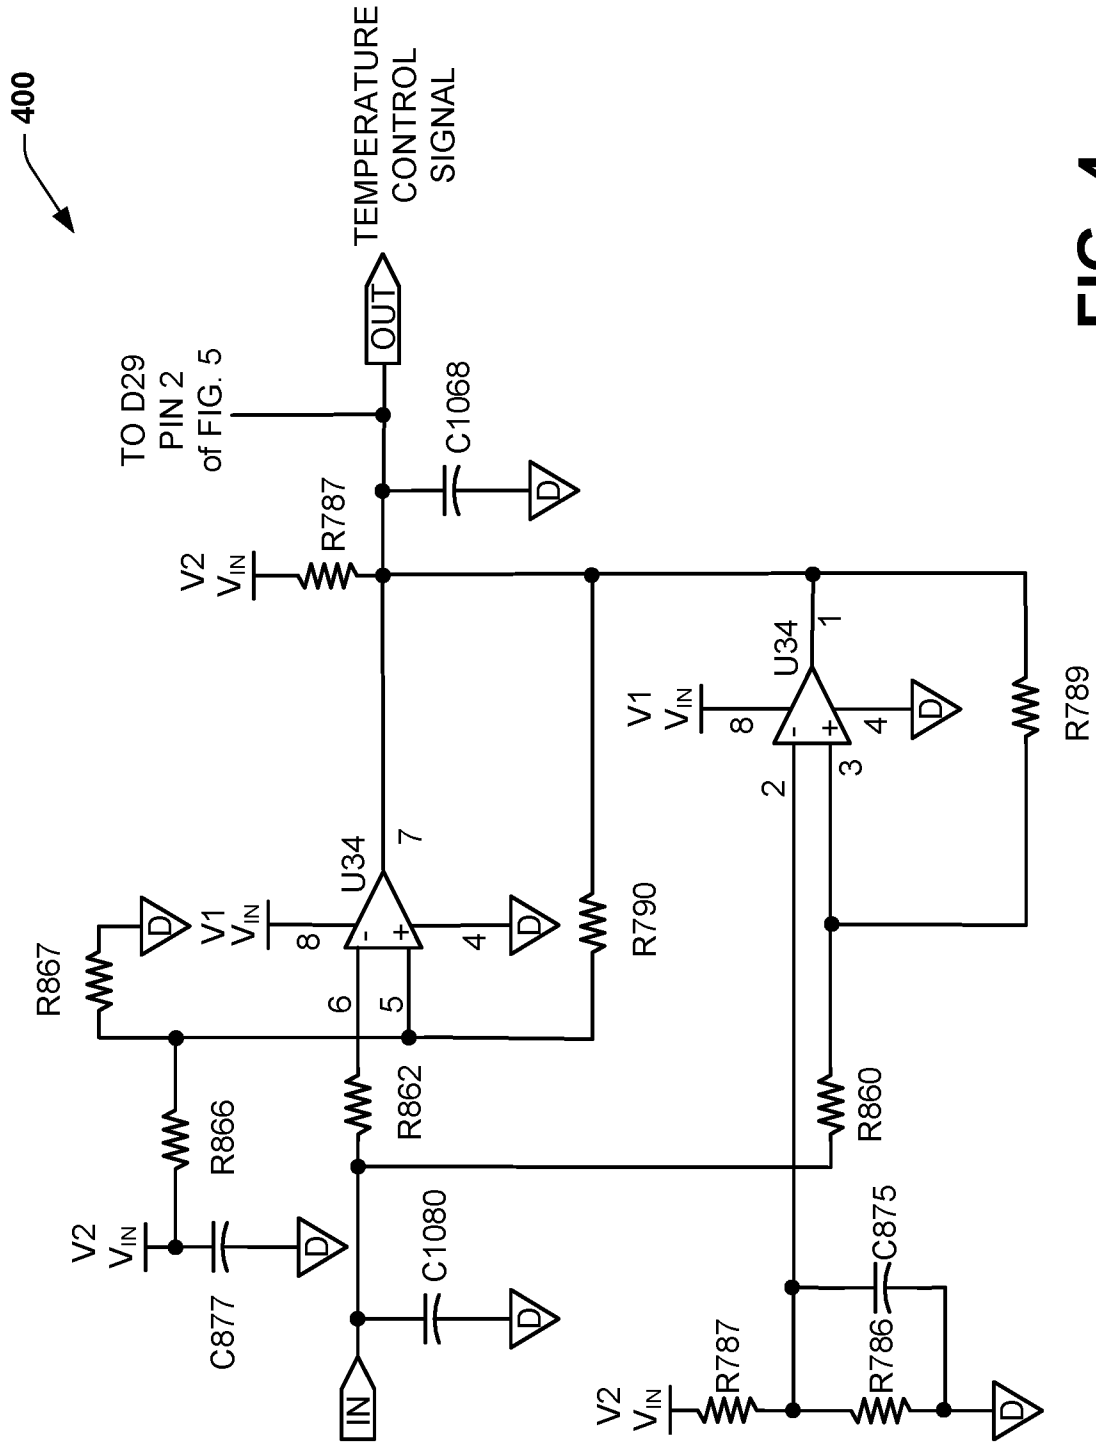 400
TO D29
PIN 2
of FIG. 5
TEMPERATURE
CONTROL
SIGNAL
OUT
V2
VIN
R787
C1068
D
R867
D
V1
VIN
8
U34
-
+
6
5
7
4
D
R790
V2
VIN
R866
C877
D
R862
IN
C1080
D
V1
VIN
8
U34
-
+
2
3
1
4
D
R789
R860
V2
VIN
R787
R786
C875
D